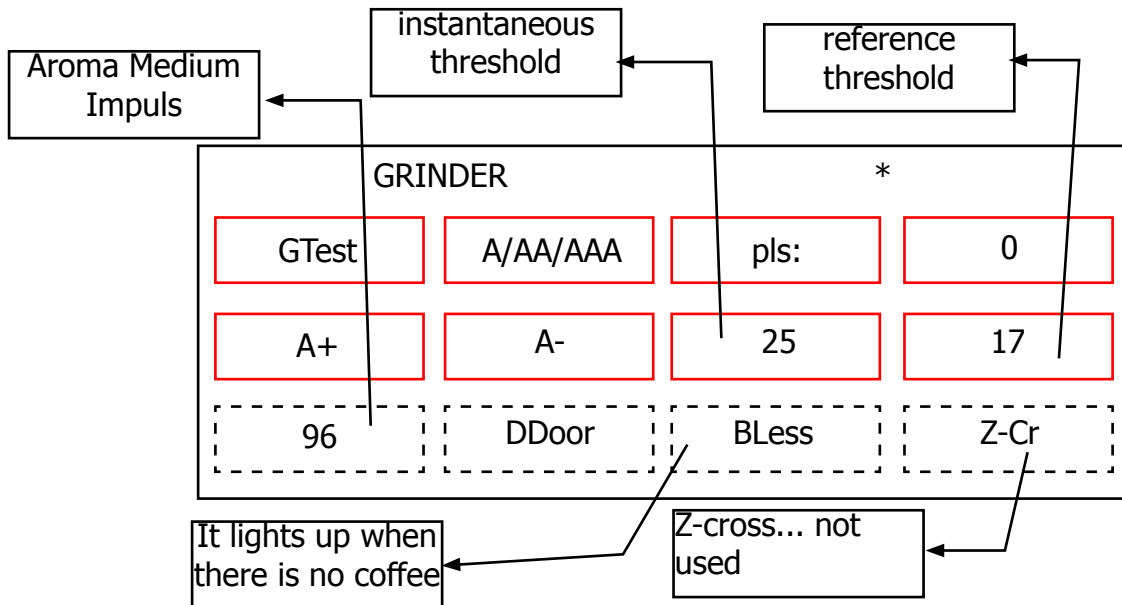 instantaneous
threshold
reference
threshold
Aroma Medium
Impuls
GRINDER *
GTest A/AA/AAA pls: 0
A+ A- 25 17
96 DDoor BLess Z-Cr
It lights up when
there is no coffee
Z-cross... not
used